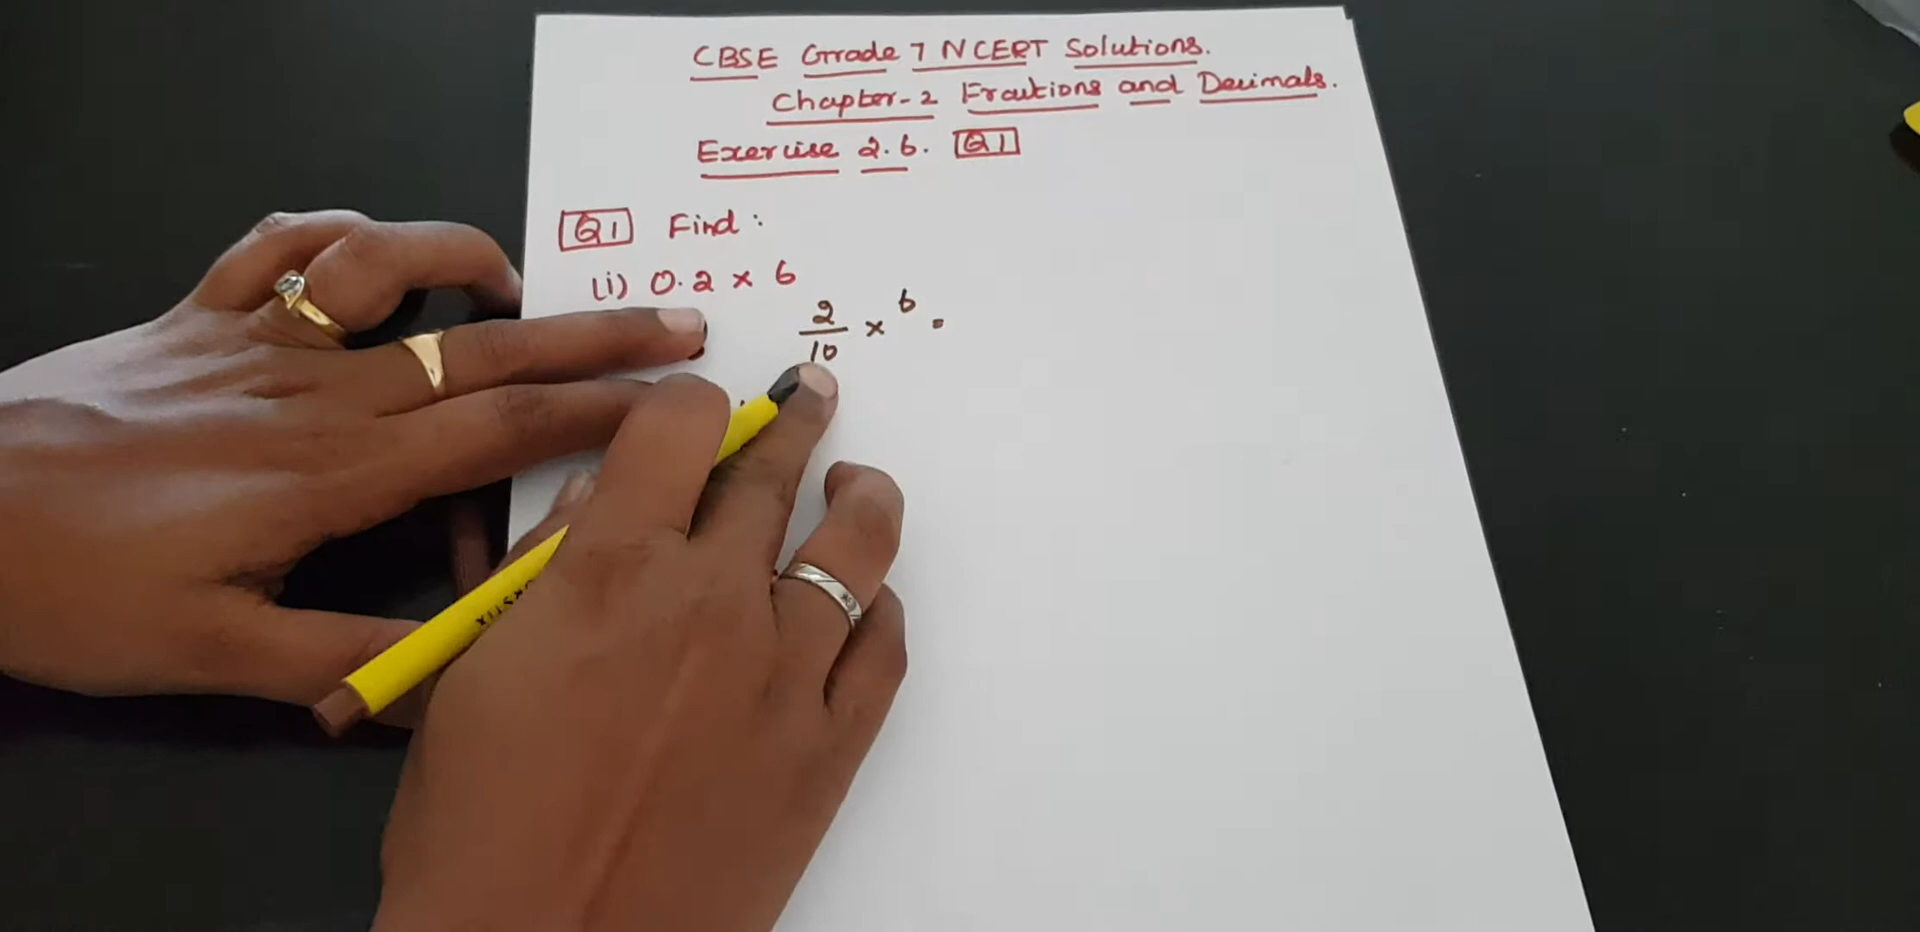 CBSE Grade 7 NCERT Solutions.
Chapter-2 Fractions and Decimals.
Exercise 2.6. Q1
Q1 Find :
(i) 0.2 × 6
2/10 × 6 =